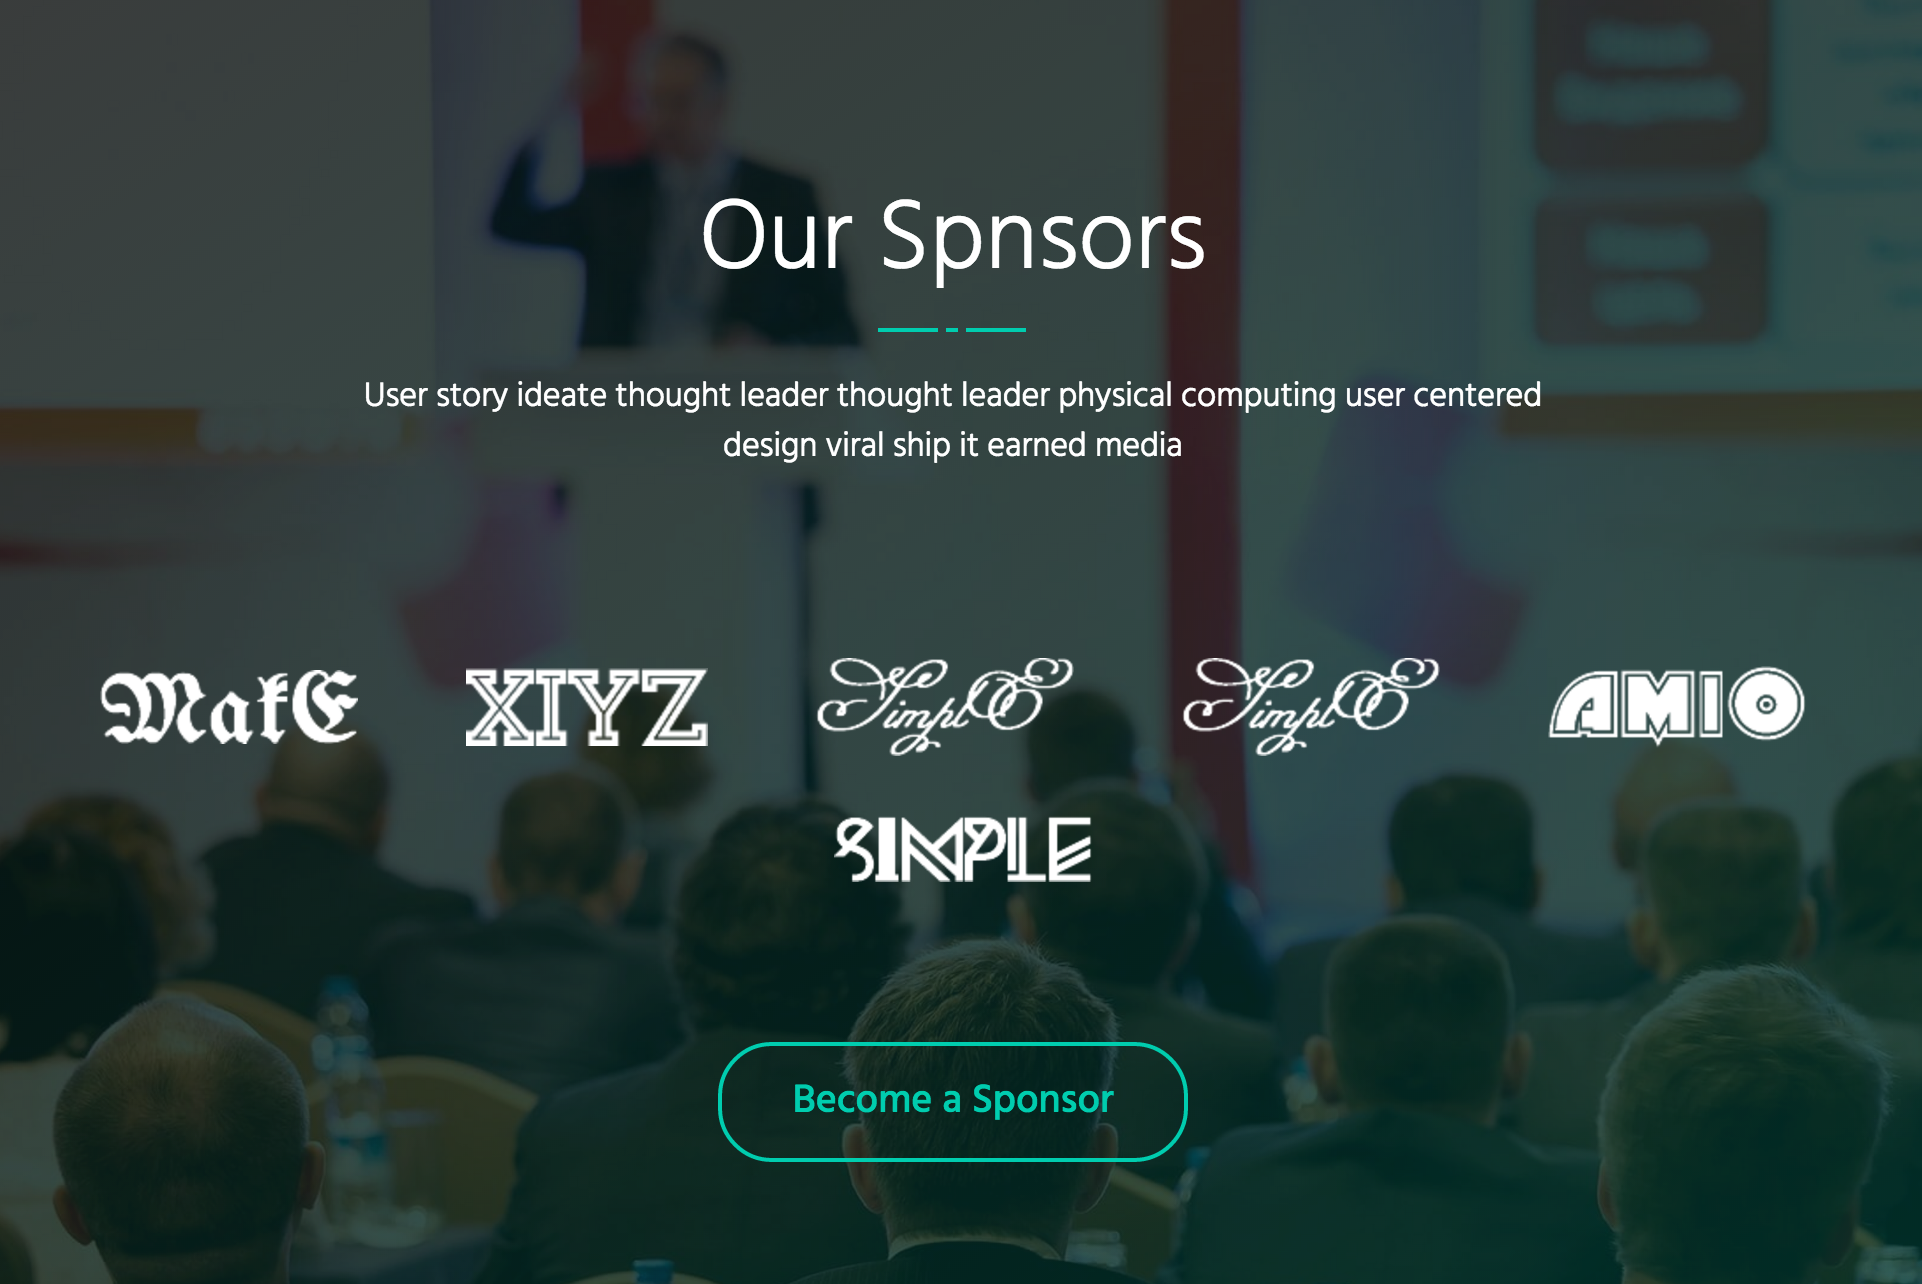 Our Spnsors
User story ideate thought leader thought leader physical computing user centered
design viral ship it earned media
MakE XIYZ SimplE SimplE AMIO
SIMPLE
Become a Sponsor